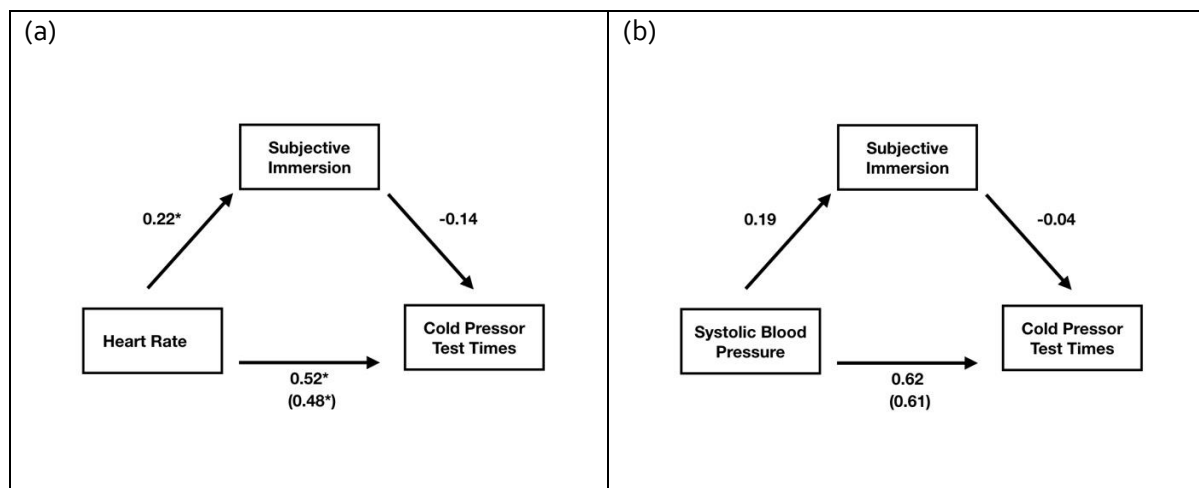 (a)
Subjective
Immersion
0.22*
-0.14
Heart Rate
Cold Pressor
Test Times
0.52*
(0.48*)
(b)
Subjective
Immersion
0.19
-0.04
Systolic Blood
Pressure
Cold Pressor
Test Times
0.62
(0.61)